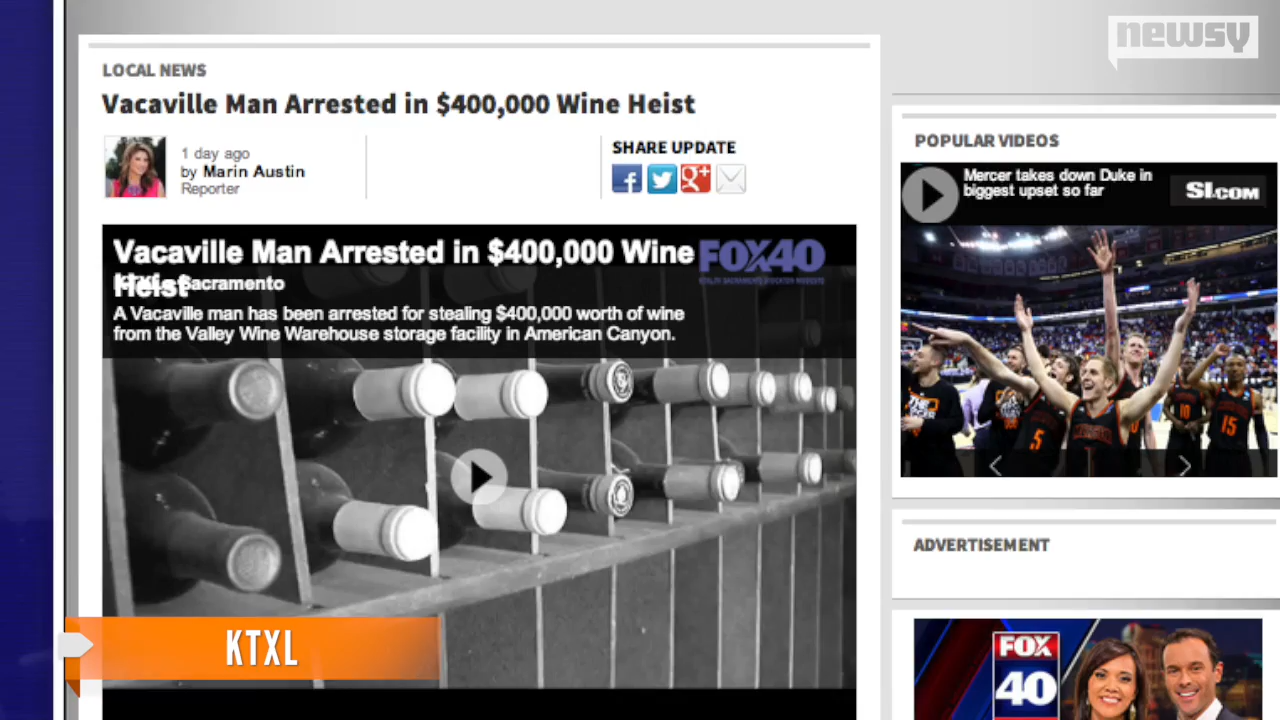 newsy
LOCAL NEWS
Vacaville Man Arrested in $400,000 Wine Heist
1 day ago
by Marin Austin
Reporter
SHARE UPDATE
Vacaville Man Arrested in $400,000 Wine
Heist
Sacramento
FOX40
A Vacaville man has been arrested for stealing $400,000 worth of wine
from the Valley Wine Warehouse storage facility in American Canyon.
KTXL
POPULAR VIDEOS
Mercer takes down Duke in
biggest upset so far
SI.COM
5
10
15
ADVERTISEMENT
FOX
40